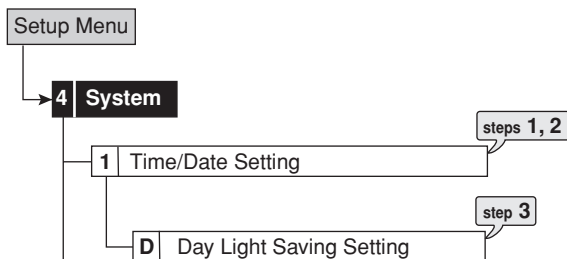 Setup Menu
4 System
steps 1, 2
1 Time/Date Setting
step 3
D Day Light Saving Setting